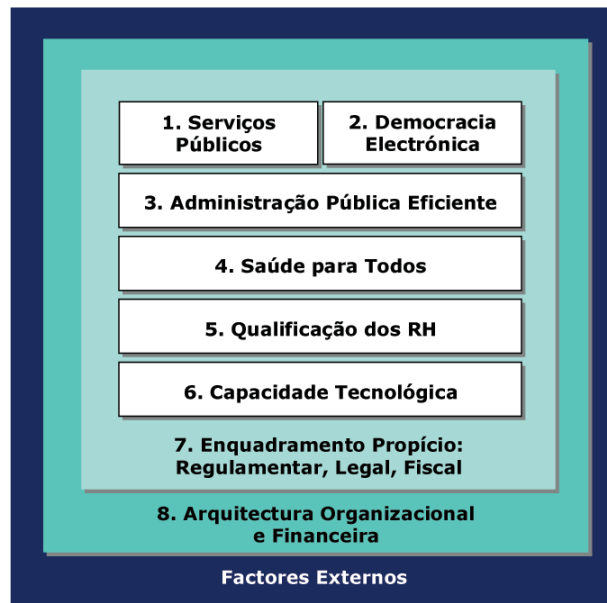 1. Serviços
Públicos
2. Democracia
Electrónica
3. Administração Pública Eficiente
4. Saúde para Todos
5. Qualificação dos RH
6. Capacidade Tecnológica
7. Enquadramento Propício:
Regulamentar, Legal, Fiscal
8. Arquitectura Organizacional
e Financeira
Factores Externos